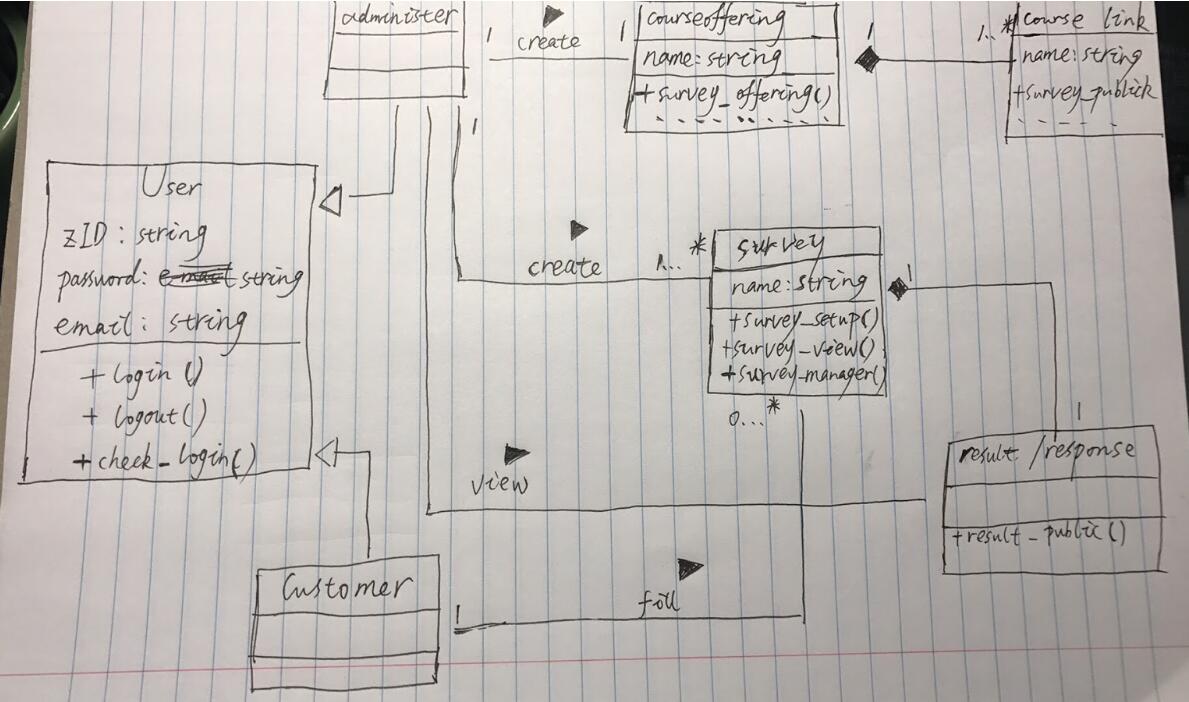 administer
create
1
1
courseoffering
name: string
+survey_offering()
1
1..*
course link
name: string
+survey_publick
User
zID: string
password: string
email: string
+login()
+logout()
+check_login()
1
create
1...*
survey
name: string
+survey_setup()
+survey_view()
+survey_manager()
1
0...*
1
result/response
+result_public()
view
Customer
1
fill